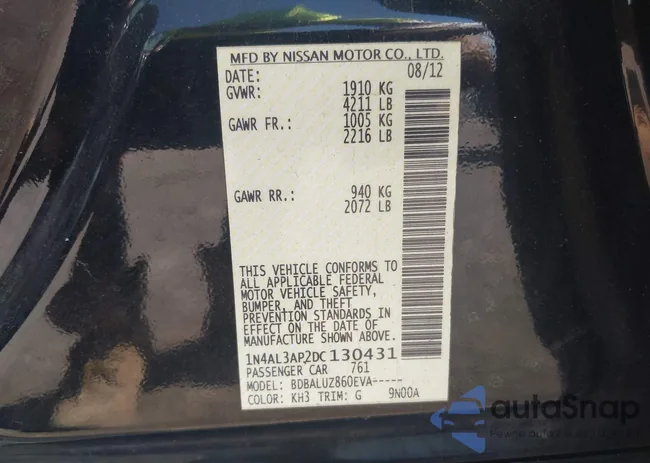 MFD BY NISSAN MOTOR CO., LTD.
DATE: 08/12
GVWR: 1910 KG
4211 LB
GAWR FR.: 1005 KG
2216 LB
GAWR RR.: 940 KG
2072 LB
THIS VEHICLE CONFORMS TO
ALL APPLICABLE FEDERAL
MOTOR VEHICLE SAFETY,
BUMPER, AND THEFT
PREVENTION STANDARDS IN
EFFECT ON THE DATE OF
MANUFACTURE SHOWN ABOVE.
1N4AL3AP2DC130431
PASSENGER CAR 761
MODEL: BDBALUZ860EVA-----
COLOR: KH3 TRIM: G 9N00A
autoSnap